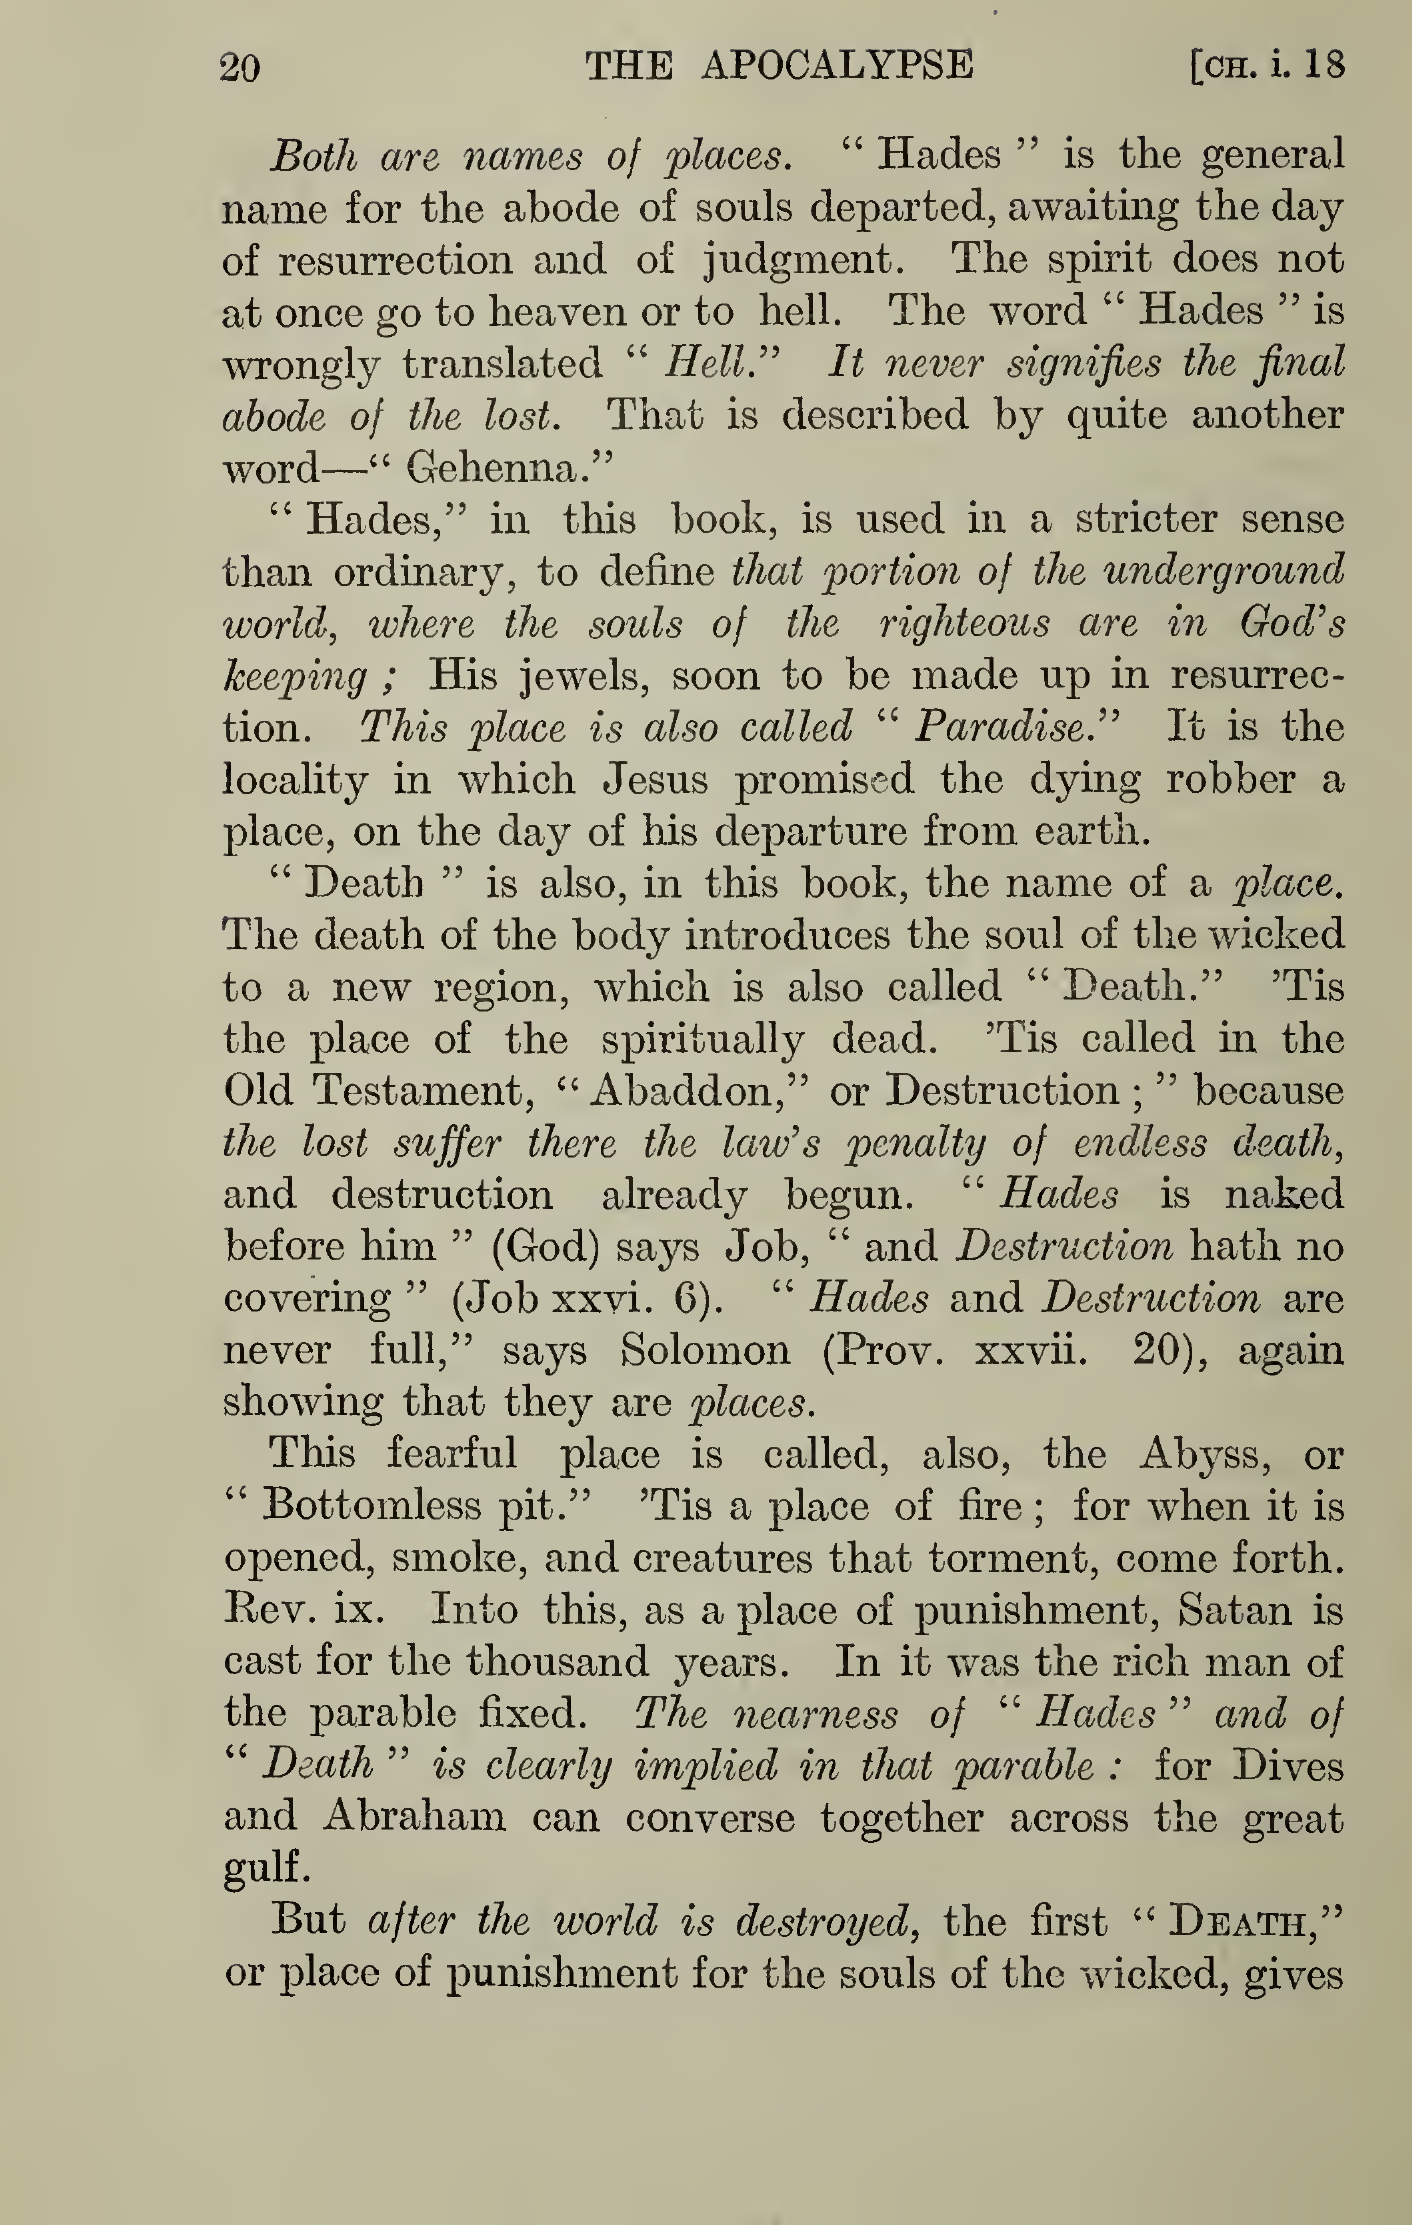 20 THE APOCALYPSE [CH. i. 18
Both are names of places. “ Hades ” is the general
name for the abode of souls departed, awaiting the day
of resurrection and of judgment. The spirit does not
at once go to heaven or to hell. The word “ Hades ” is
wrongly translated “ Hell.” It never signifies the final
abode of the lost. That is described by quite another
word—“ Gehenna.”
“ Hades,” in this book, is used in a stricter sense
than ordinary, to define that portion of the underground
world, where the souls of the righteous are in God’s
keeping ; His jewels, soon to be made up in resurrec-
tion. This place is also called “ Paradise.” It is the
locality in which Jesus promised the dying robber a
place, on the day of his departure from earth.
“ Death ” is also, in this book, the name of a place.
The death of the body introduces the soul of the wicked
to a new region, which is also called “ Death.” ’Tis
the place of the spiritually dead. ’Tis called in the
Old Testament, “ Abaddon,” or Destruction ; ” because
the lost suffer there the law’s penalty of endless death,
and destruction already begun. “ Hades is naked
before him ” (God) says Job, “ and Destruction hath no
covering ” (Job xxvi. 6). “ Hades and Destruction are
never full,” says Solomon (Prov. xxvii. 20), again
showing that they are places.
This fearful place is called, also, the Abyss, or
“ Bottomless pit.” ’Tis a place of fire ; for when it is
opened, smoke, and creatures that torment, come forth.
Rev. ix. Into this, as a place of punishment, Satan is
cast for the thousand years. In it was the rich man of
the parable fixed. The nearness of “ Hades ” and of
“ Death ” is clearly implied in that parable : for Dives
and Abraham can converse together across the great
gulf.
But after the world is destroyed, the first “ DEATH,”
or place of punishment for the souls of the wicked, gives